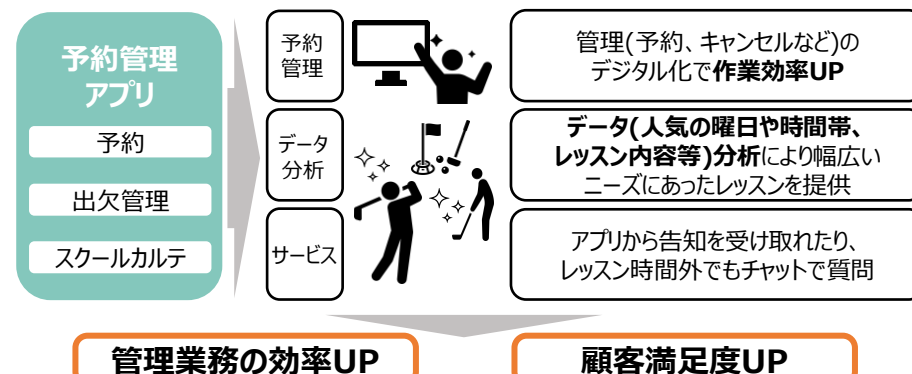 予約管理
アプリ
予約
出欠管理
スクールカルテ
予約
管理
管理(予約、キャンセルなど)の
デジタル化で作業効率UP
データ
分析
データ(人気の曜日や時間帯、
レッスン内容等)分析により幅広い
ニーズにあったレッスンを提供
サービス
アプリから告知を受け取れたり、
レッスン時間外でもチャットで質問
管理業務の効率UP
顧客満足度UP